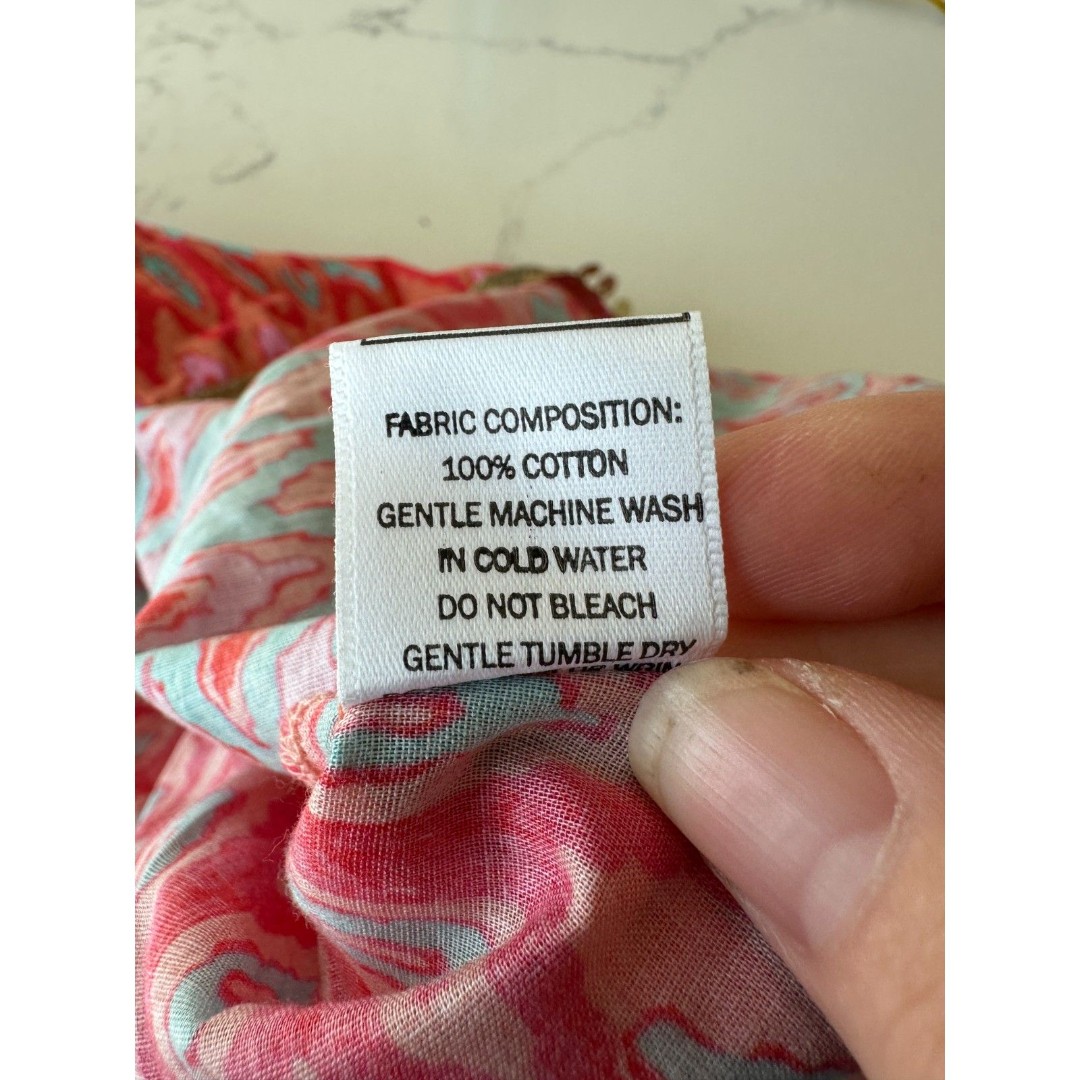 FABRIC COMPOSITION:
100% COTTON
GENTLE MACHINE WASH
IN COLD WATER
DO NOT BLEACH
GENTLE TUMBLE DRY